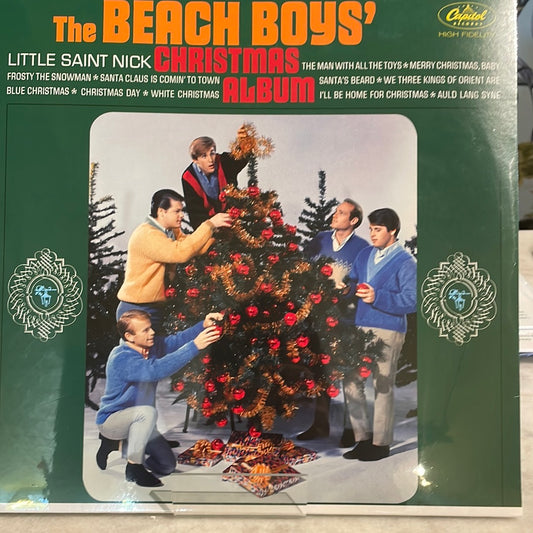 The BEACH BOYS'
Capitol
RECORDS
HIGH FIDELITY
LITTLE SAINT NICK CHRISTMAS THE MAN WITH ALL THE TOYS * MERRY CHRISTMAS, BABY
FROSTY THE SNOWMAN * SANTA CLAUS IS COMIN' TO TOWN ALBUM SANTA'S BEARD * WE THREE KINGS OF ORIENT ARE
BLUE CHRISTMAS * CHRISTMAS DAY * WHITE CHRISTMAS I'LL BE HOME FOR CHRISTMAS * AULD LANG SYNE